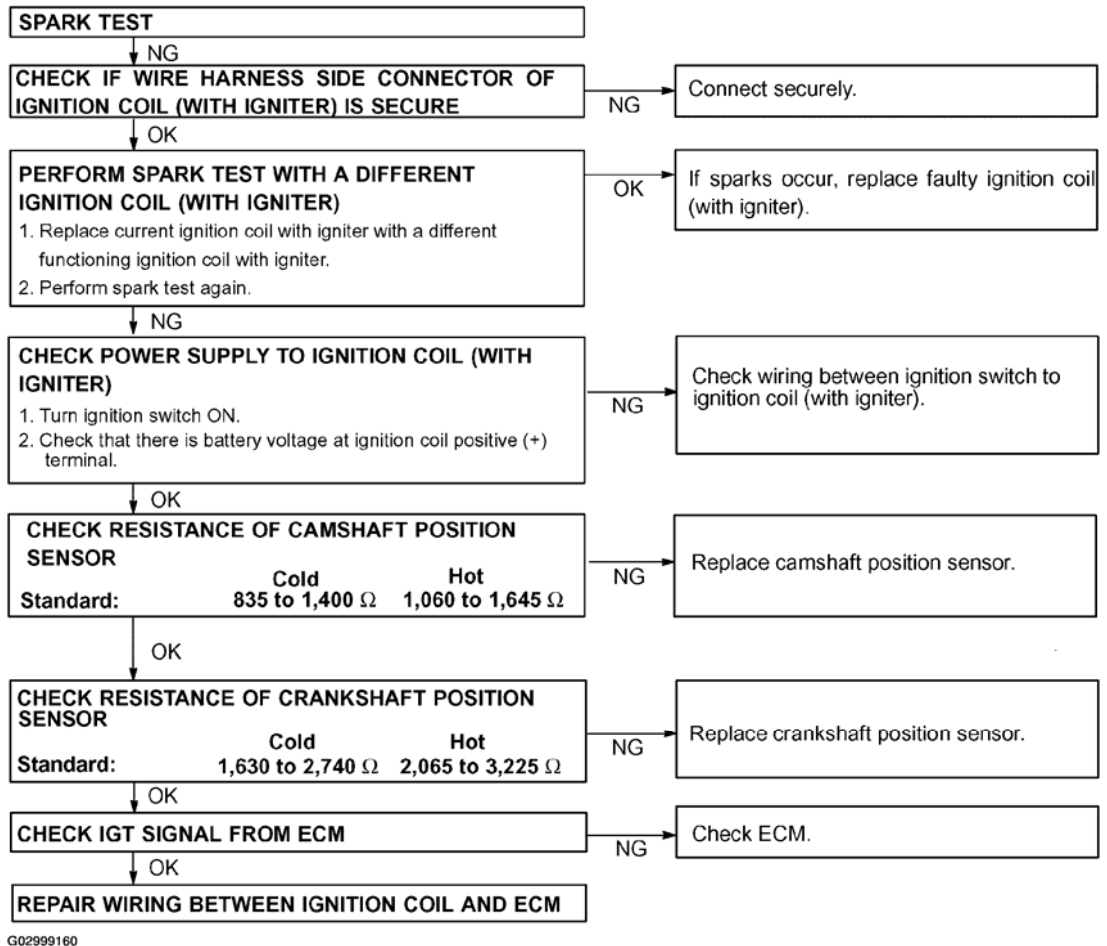 SPARK TEST
NG
CHECK IF WIRE HARNESS SIDE CONNECTOR OF
IGNITION COIL (WITH IGNITER) IS SECURE
NG
Connect securely.
OK
PERFORM SPARK TEST WITH A DIFFERENT
IGNITION COIL (WITH IGNITER)
1. Replace current ignition coil with igniter with a different
functioning ignition coil with igniter.
2. Perform spark test again.
OK
If sparks occur, replace faulty ignition coil
(with igniter).
NG
CHECK POWER SUPPLY TO IGNITION COIL (WITH
IGNITER)
1. Turn ignition switch ON.
2. Check that there is battery voltage at ignition coil positive (+)
terminal.
NG
Check wiring between ignition switch to
ignition coil (with igniter).
OK
CHECK RESISTANCE OF CAMSHAFT POSITION
SENSOR
Cold Hot
Standard: 835 to 1,400 Ω 1,060 to 1,645 Ω
NG
Replace camshaft position sensor.
OK
CHECK RESISTANCE OF CRANKSHAFT POSITION
SENSOR
Cold Hot
Standard: 1,630 to 2,740 Ω 2,065 to 3,225 Ω
NG
Replace crankshaft position sensor.
OK
CHECK IGT SIGNAL FROM ECM
NG
Check ECM.
OK
REPAIR WIRING BETWEEN IGNITION COIL AND ECM
G02999160